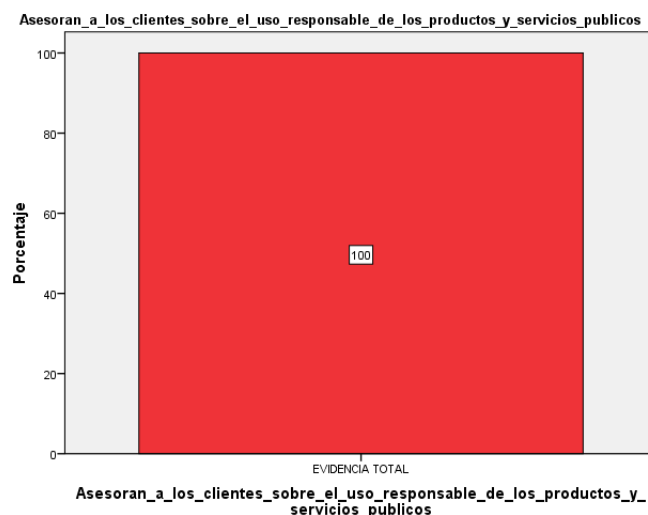 Asesoran_a_los_clientes_sobre_el_uso_responsable_de_los_productos_y_servicios_publicos
100
80
60
40
20
0
Porcentaje
100
EVIDENCIA TOTAL
Asesoran_a_los_clientes_sobre_el_uso_responsable_de_los_productos_y_
servicios_publicos